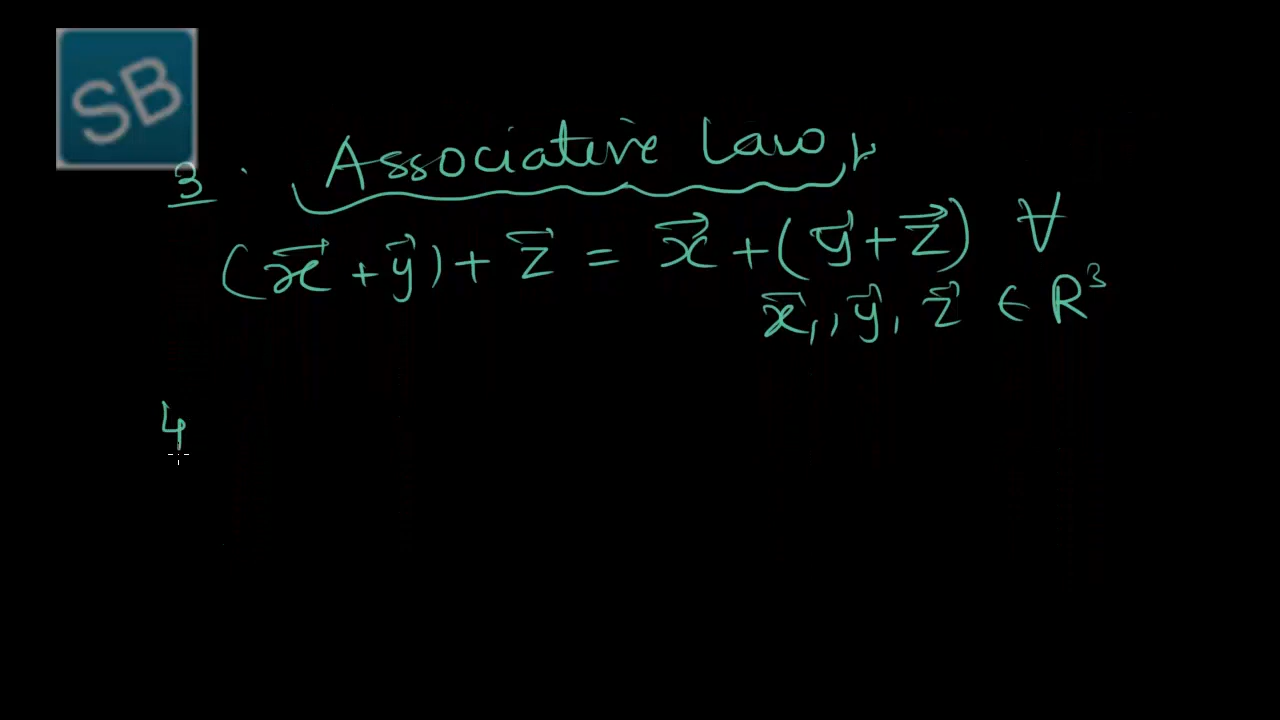 SB
3. Associative Law,
(x⃗ + y⃗) + z⃗ = x⃗ + (y⃗ + z⃗) ∀
x⃗,, y⃗, z⃗ ∈ R³
4